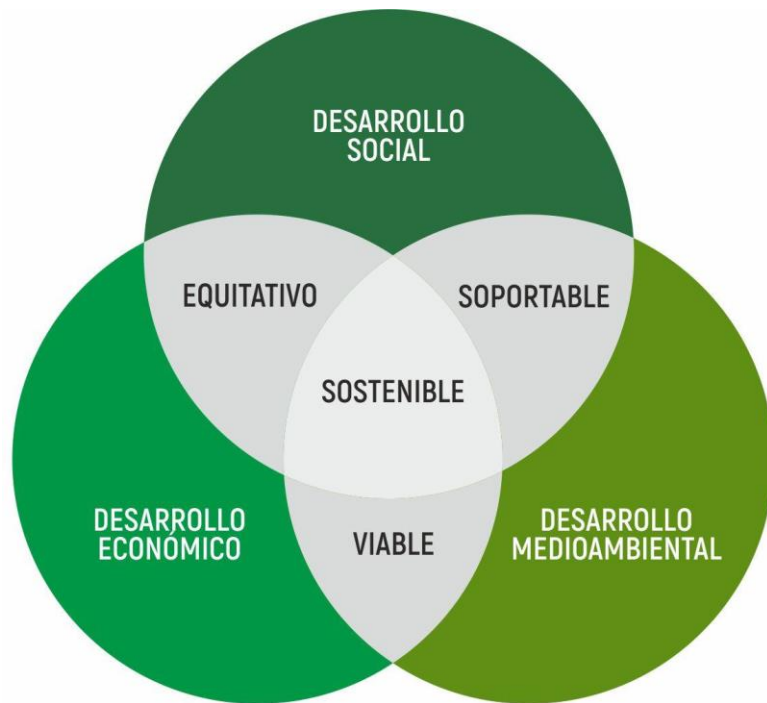 DESARROLLO
SOCIAL
EQUITATIVO
SOPORTABLE
SOSTENIBLE
DESARROLLO
ECONÓMICO
VIABLE
DESARROLLO
MEDIOAMBIENTAL